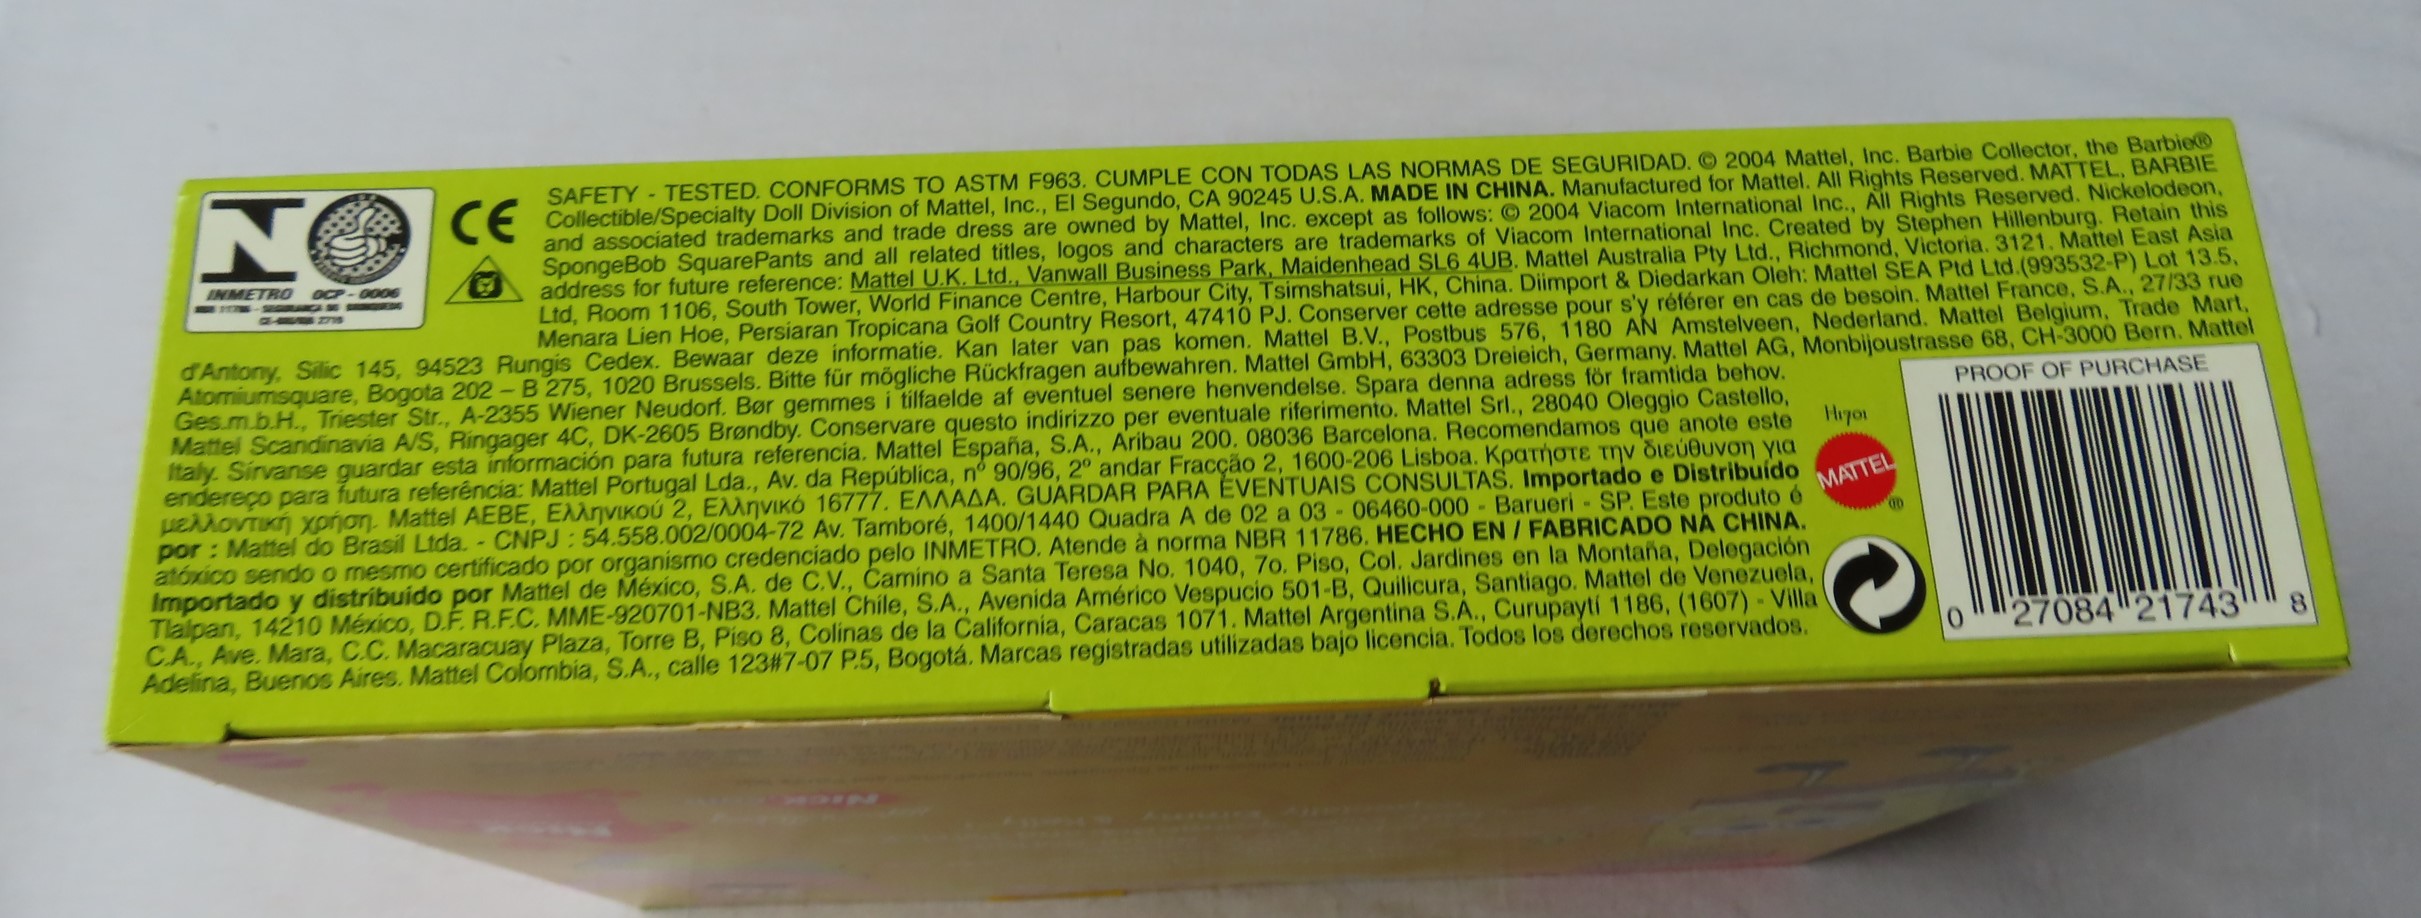 INMETRO OCP - 0006
CE
SAFETY - TESTED. CONFORMS TO ASTM F963. CUMPLE CON TODAS LAS NORMAS DE SEGURIDAD. © 2004 Mattel, Inc. Barbie Collector, the Barbie®
Collectible/Specialty Doll Division of Mattel, Inc., El Segundo, CA 90245 U.S.A. MADE IN CHINA. Manufactured for Mattel. All Rights Reserved. MATTEL, BARBIE
and associated trademarks and trade dress are owned by Mattel, Inc. except as follows: © 2004 Viacom International Inc., All Rights Reserved. Nickelodeon,
SpongeBob SquarePants and all related titles, logos and characters are trademarks of Viacom International Inc. Created by Stephen Hillenburg. Retain this
address for future reference: Mattel U.K. Ltd., Vanwall Business Park, Maidenhead SL6 4UB. Mattel Australia Pty Ltd., Richmond, Victoria. 3121. Mattel East Asia
Ltd, Room 1106, South Tower, World Finance Centre, Harbour City, Tsimshatsui, HK, China. Diimport & Diedarkan Oleh: Mattel SEA Ptd Ltd.(993532-P) Lot 13.5,
Menara Lien Hoe, Persiaran Tropicana Golf Country Resort, 47410 PJ. Conserver cette adresse pour s'y référer en cas de besoin. Mattel France, S.A., 27/33 rue
d'Antony, Silic 145, 94523 Rungis Cedex. Bewaar deze informatie. Kan later van pas komen. Mattel B.V., Postbus 576, 1180 AN Amstelveen, Nederland. Mattel Belgium, Trade Mart,
Atomiumsquare, Bogota 202 – B 275, 1020 Brussels. Bitte für mögliche Rückfragen aufbewahren. Mattel GmbH, 63303 Dreieich, Germany. Mattel AG, Monbijoustrasse 68, CH-3000 Bern. Mattel
Ges.m.b.H., Triester Str., A-2355 Wiener Neudorf. Bør gemmes i tilfaelde af eventuel senere henvendelse. Spara denna adress för framtida behov.
Mattel Scandinavia A/S, Ringager 4C, DK-2605 Brøndby. Conservare questo indirizzo per eventuale riferimento. Mattel Srl., 28040 Oleggio Castello,
Italy. Sírvanse guardar esta información para futura referencia. Mattel España, S.A., Aribau 200. 08036 Barcelona. Recomendamos que anote este
endereço para futura referência: Mattel Portugal Lda., Av. da República, nº 90/96, 2º andar Fracção 2, 1600-206 Lisboa. Κρατήστε την διεύθυνση για
μελλοντική χρήση. Mattel AEBE, Ελληνικού 2, Ελληνικό 16777. ΕΛΛΑΔΑ. GUARDAR PARA EVENTUAIS CONSULTAS. Importado e Distribuído
por : Mattel do Brasil Ltda. - CNPJ : 54.558.002/0004-72 Av. Tamboré, 1400/1440 Quadra A de 02 a 03 - 06460-000 - Barueri - SP. Este produto é
atóxico sendo o mesmo certificado por organismo credenciado pelo INMETRO. Atende à norma NBR 11786. HECHO EN / FABRICADO NA CHINA.
Importado y distribuido por Mattel de México, S.A. de C.V., Camino a Santa Teresa No. 1040, 7o. Piso, Col. Jardines en la Montaña, Delegación
Tlalpan, 14210 México, D.F. R.F.C. MME-920701-NB3. Mattel Chile, S.A., Avenida Américo Vespucio 501-B, Quilicura, Santiago. Mattel de Venezuela,
C.A., Ave. Mara, C.C. Macaracuay Plaza, Torre B, Piso 8, Colinas de la California, Caracas 1071. Mattel Argentina S.A., Curupaytí 1186, (1607) - Villa
Adelina, Buenos Aires. Mattel Colombia, S.A., calle 123#7-07 P.5, Bogotá. Marcas registradas utilizadas bajo licencia. Todos los derechos reservados.
H1701
MATTEL
®
PROOF OF PURCHASE
0 27084 21743 8